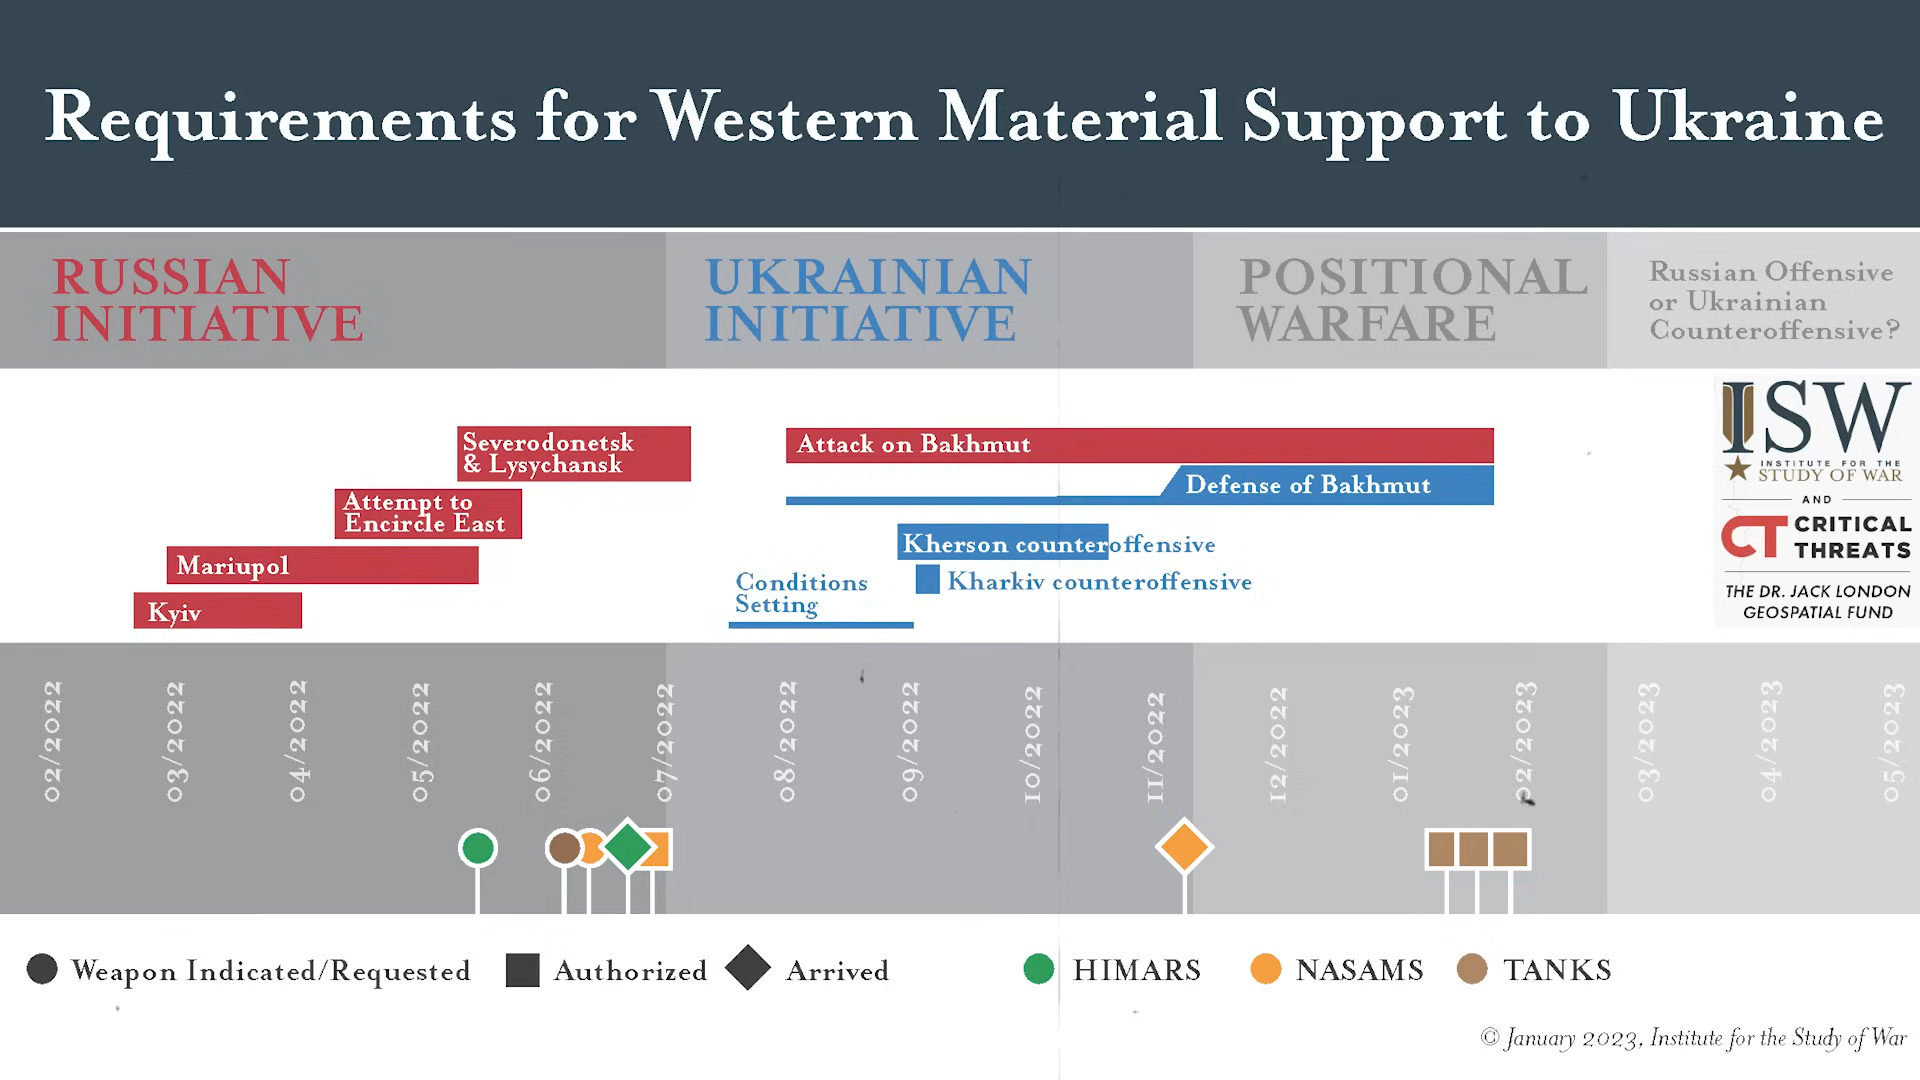 Requirements for Western Material Support to Ukraine
RUSSIAN
INITIATIVE
UKRAINIAN
INITIATIVE
POSITIONAL
WARFARE
Russian Offensive
or Ukrainian
Counteroffensive?
Severodonetsk
& Lysychansk
Attempt to
Encircle East
Mariupol
Kyiv
Attack on Bakhmut
Defense of Bakhmut
Kherson counteroffensive
Kharkiv counteroffensive
Conditions
Setting
ISW
INSTITUTE FOR THE
STUDY OF WAR
AND
CT CRITICAL
THREATS
THE DR. JACK LONDON
GEOSPATIAL FUND
02/2022
03/2022
04/2022
05/2022
06/2022
07/2022
08/2022
09/2022
10/2022
11/2022
12/2022
01/2023
02/2023
03/2023
04/2023
05/2023
Weapon Indicated/Requested
Authorized
Arrived
HIMARS
NASAMS
TANKS
© January 2023, Institute for the Study of War